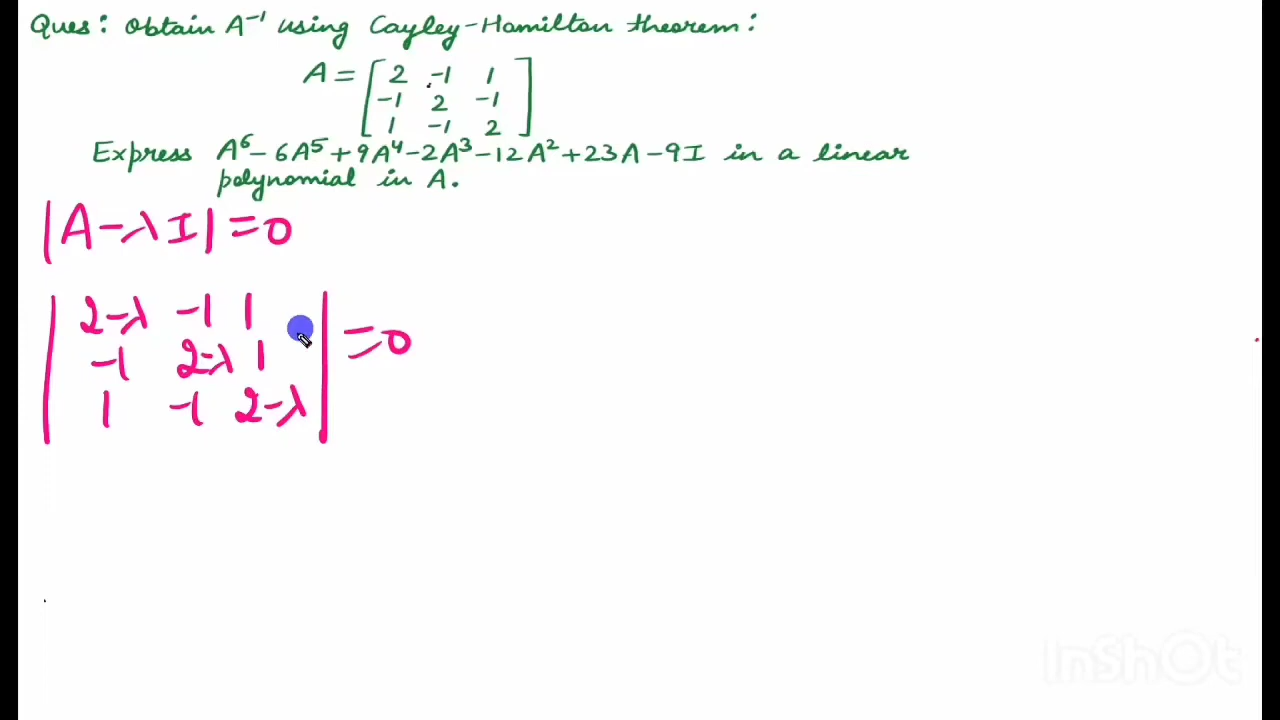 Ques: Obtain A⁻¹ using Cayley-Hamilton theorem:
A = [ 2 -1 1
-1 2 -1
1 -1 2 ]
Express A⁶ - 6A⁵ + 9A⁴ - 2A³ - 12A² + 23A - 9I in a linear
polynomial in A.
|A - λI| = 0
| 2-λ -1 1
-1 2-λ 1
1 -1 2-λ | = 0
InShOt